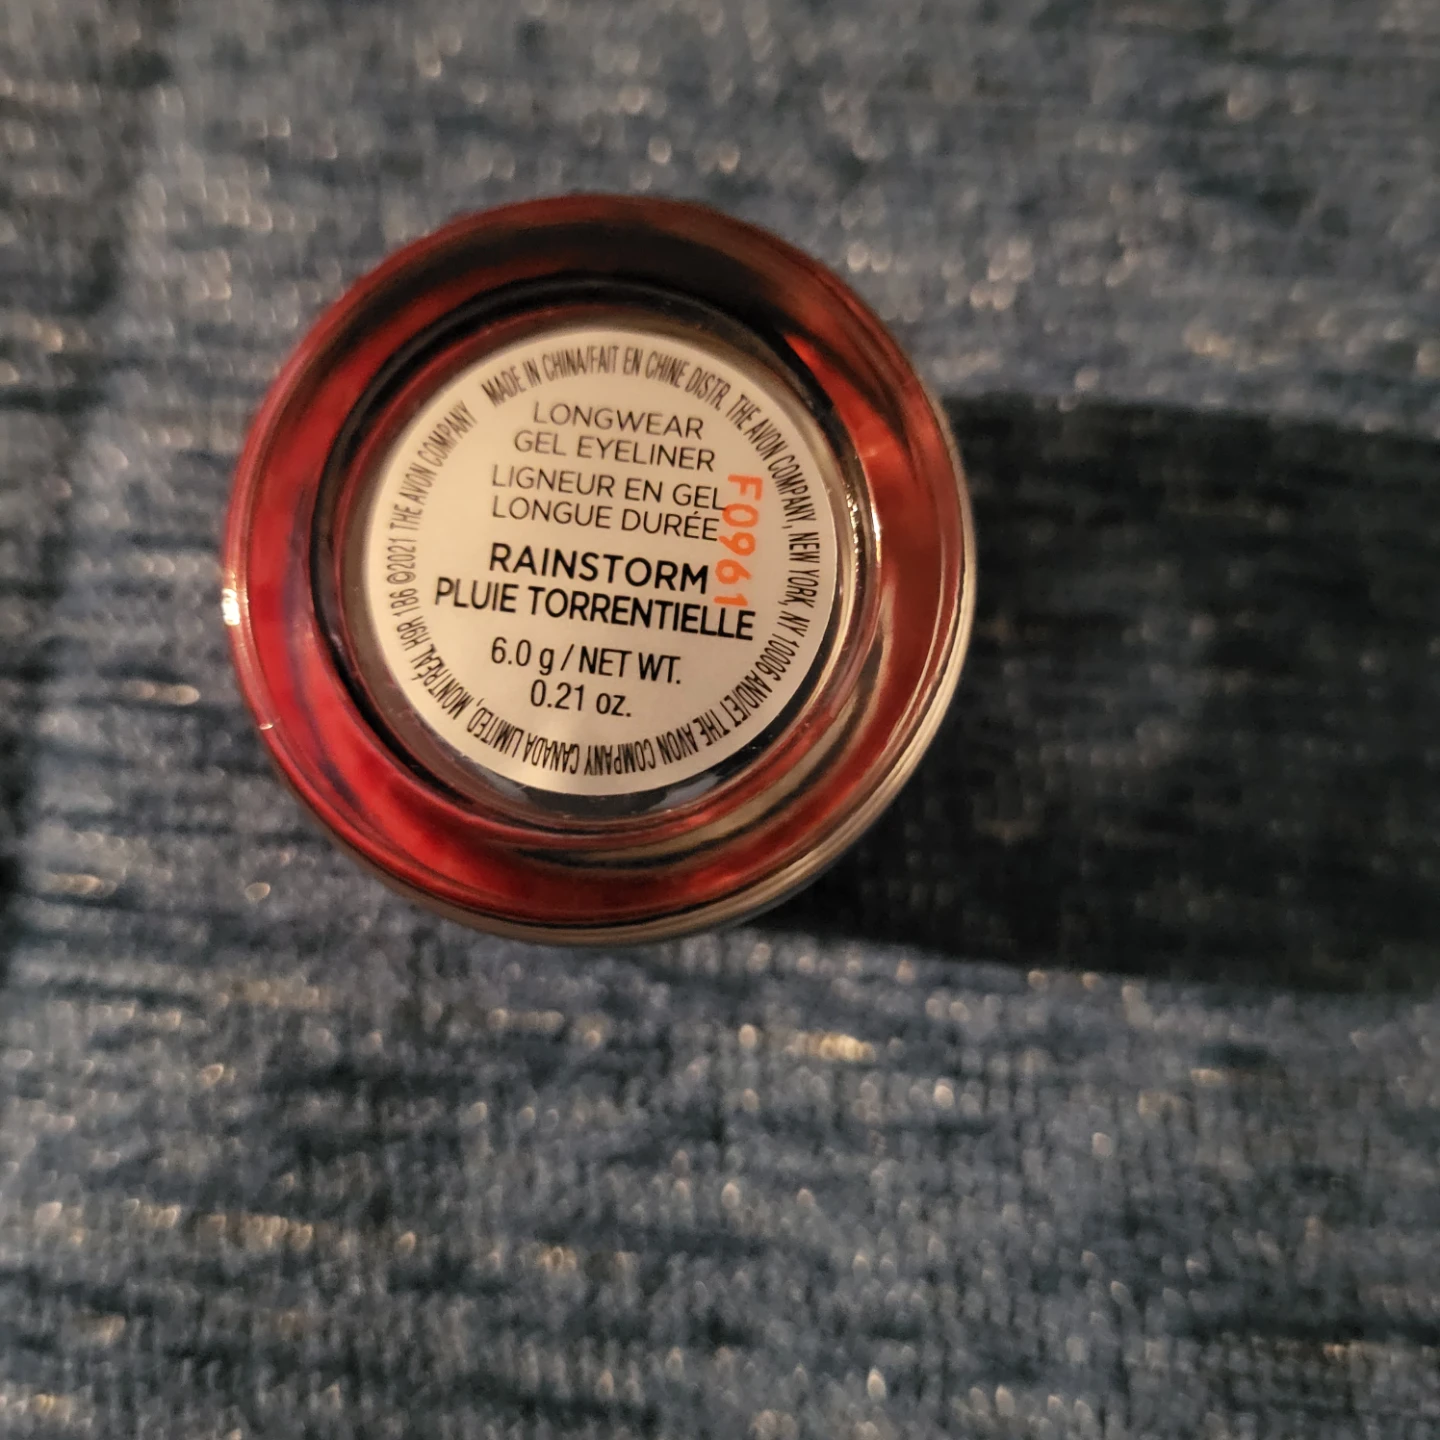 LONGWEAR
GEL EYELINER
LIGNEUR EN GEL
LONGUE DURÉE
RAINSTORM
PLUIE TORRENTIELLE
6.0 g / NET WT.
0.21 oz.
F0961
MADE IN CHINA/FAIT EN CHINE DISTR. THE AVON COMPANY, NEW YORK, NY 10006 AND/ET THE AVON COMPANY CANADA LIMITED, MONTRÉAL H9R 1B6 ©2021 THE AVON COMPANY